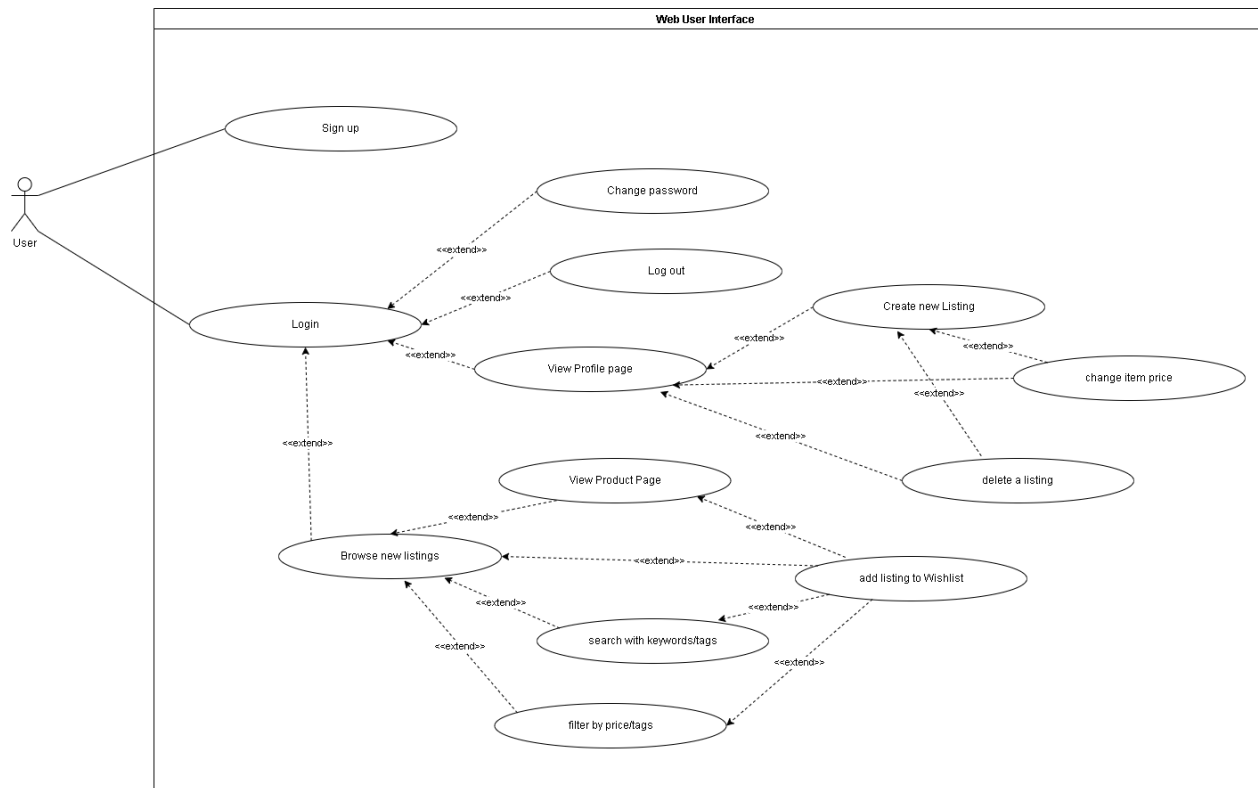 Web User Interface
Sign up
User
Change password
<<extend>>
Log out
<<extend>>
Login
Create new Listing
<<extend>>
<<extend>>
<<extend>>
View Profile page
<<extend>>
change item price
<<extend>>
<<extend>>
<<extend>>
<<extend>>
View Product Page
delete a listing
<<extend>>
<<extend>>
Browse new listings
<<extend>>
add listing to Wishlist
<<extend>>
<<extend>>
search with keywords/tags
<<extend>>
<<extend>>
filter by price/tags